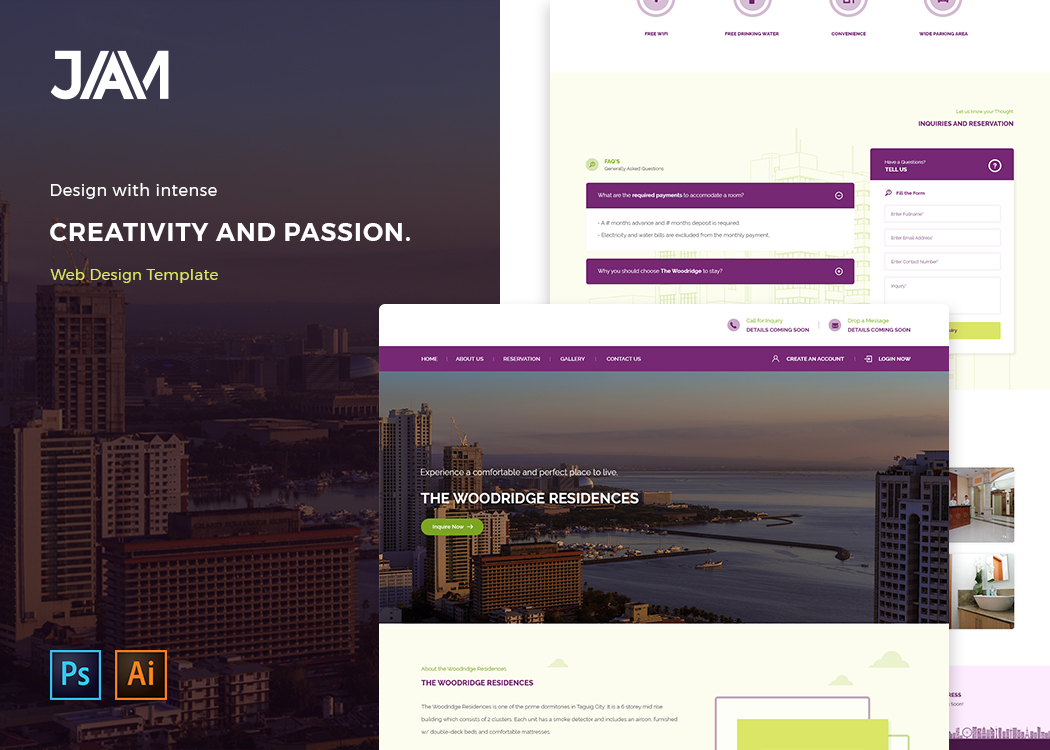 JAM
Design with intense
CREATIVITY AND PASSION.
Web Design Template
Ps
Ai
FREE WIFI
FREE DRINKING WATER
CONVENIENCE
WIDE PARKING AREA
Let us know your Thought
INQUIRIES AND RESERVATION
FAQ'S
Generally Asked Questions
What are the required payments to accomodate a room?
- A # months advance and # months deposit is required.
- Electricity and water bills are excluded from the monthly payment.
Why you should choose The Woodridge to stay?
Have a Questions?
TELL US
?
Fill the Form
Enter Fullname*
Enter Email Address*
Enter Contact Number*
Inquiry*
Call for Inquiry
DETAILS COMING SOON
Drop a Message
DETAILS COMING SOON
HOME
ABOUT US
RESERVATION
GALLERY
CONTACT US
CREATE AN ACCOUNT
LOGIN NOW
Experience a comfortable and perfect place to live.
THE WOODRIDGE RESIDENCES
Inquire Now
About the Woodridge Residences
THE WOODRIDGE RESIDENCES
The Woodridge Residences is one of the prime dormitories in Taguig City. It is a 6 storey mid rise
building which consists of 2 clusters. Each unit has a smoke detector and includes an aircon, furnished
w/ double-deck beds and comfortable mattresses.